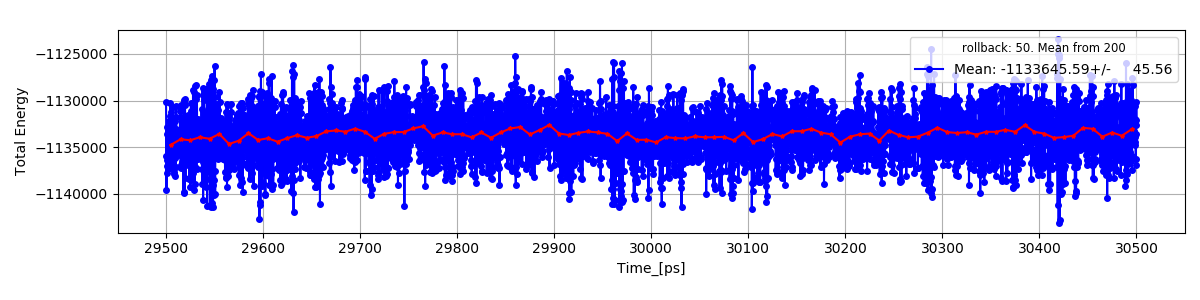 rollback: 50. Mean from 200
Mean: -1133645.59+/- 45.56
Total Energy
−1125000
−1130000
−1135000
−1140000
29500 29600 29700 29800 29900 30000 30100 30200 30300 30400 30500
Time_[ps]